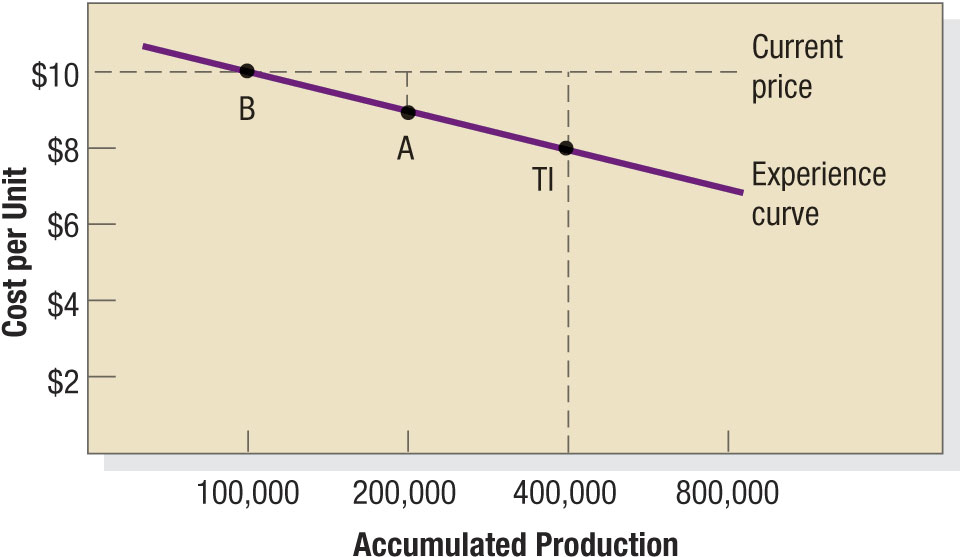 Current
price
$10
B
$8
A
TI
Experience
curve
$6
$4
$2
Cost per Unit
100,000 200,000 400,000 800,000
Accumulated Production